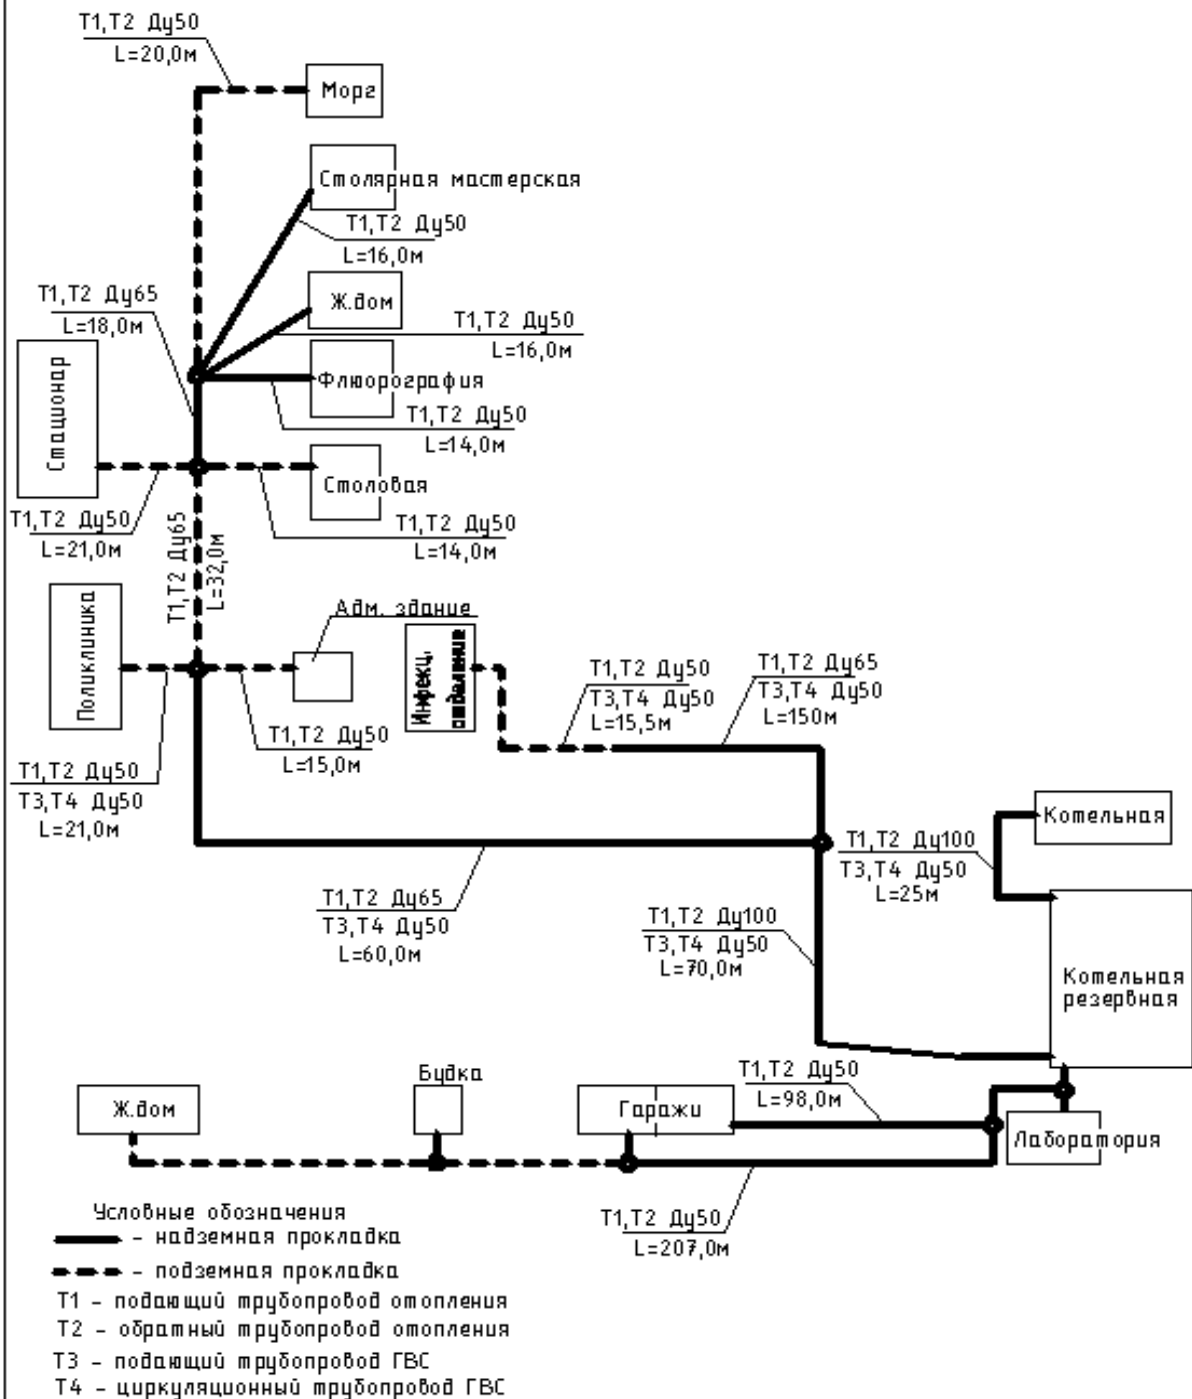 Т1,Т2 Ду50
L=20,0м
Морг
Столярная мастерская
Т1,Т2 Ду50
L=16,0м
Т1,Т2 Ду65
L=18,0м
Ж.дом
Т1,Т2 Ду50
L=16,0м
Стационар
Флюорография
Т1,Т2 Ду50
L=14,0м
Столовая
Т1,Т2 Ду50
L=21,0м
Т1,Т2 Ду50
L=14,0м
Т1,Т2 Ду65
L=32,0м
Поликлиника
Адм. здание
Инфекц.
отделение
Т1,Т2 Ду50
Т3,Т4 Ду50
L=15,5м
Т1,Т2 Ду65
Т3,Т4 Ду50
L=150м
Т1,Т2 Ду50
L=15,0м
Т1,Т2 Ду50
Т3,Т4 Ду50
L=21,0м
Котельная
Т1,Т2 Ду100
Т3,Т4 Ду50
L=25м
Т1,Т2 Ду65
Т3,Т4 Ду50
L=60,0м
Т1,Т2 Ду100
Т3,Т4 Ду50
L=70,0м
Котельная
резервная
Будка
Т1,Т2 Ду50
L=98,0м
Ж.дом
Гаражи
Лаборатория
Т1,Т2 Ду50
L=207,0м
Условные обозначения
- надземная прокладка
- подземная прокладка
Т1 - подающий трубопровод отопления
Т2 - обратный трубопровод отопления
Т3 - подающий трубопровод ГВС
Т4 - циркуляционный трубопровод ГВС